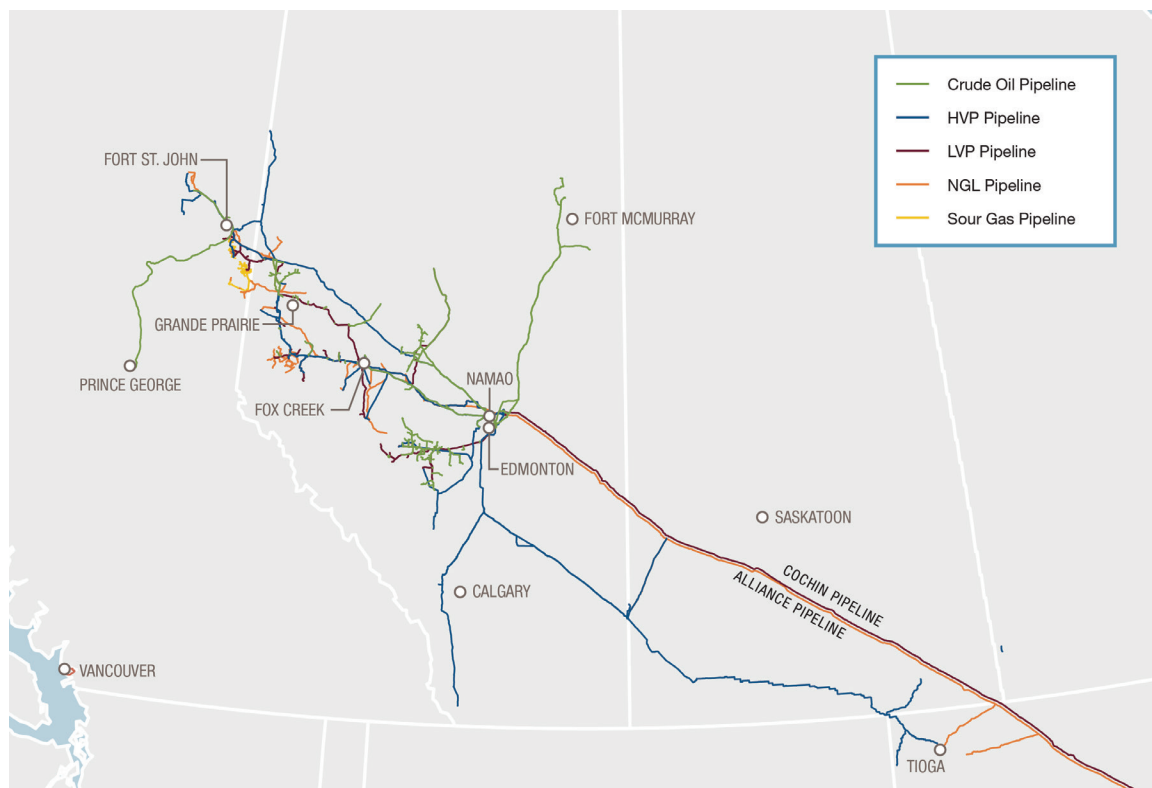 Crude Oil Pipeline
HVP Pipeline
LVP Pipeline
NGL Pipeline
Sour Gas Pipeline
FORT ST. JOHN
FORT MCMURRAY
GRANDE PRAIRIE
PRINCE GEORGE
NAMAO
FOX CREEK
EDMONTON
SASKATOON
COCHIN PIPELINE
ALLIANCE PIPELINE
CALGARY
VANCOUVER
TIOGA